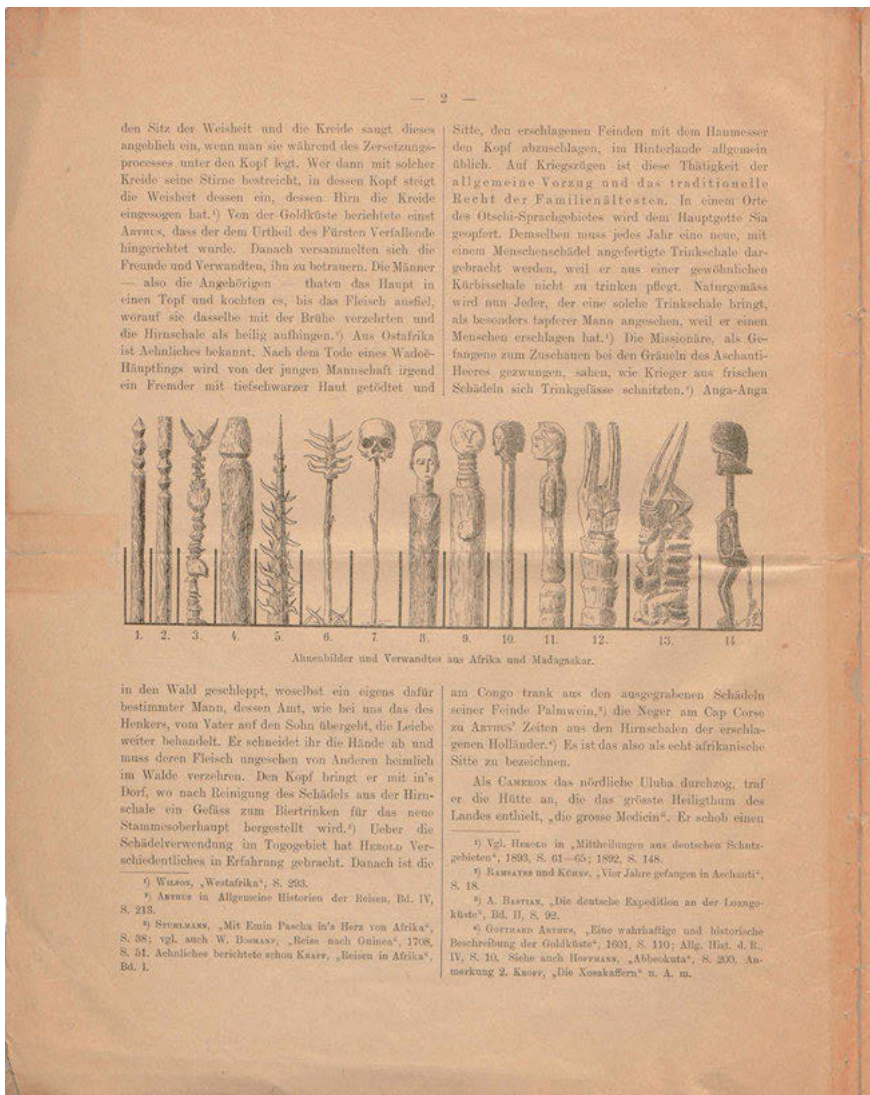 — 2 —
den Sitz der Weisheit und die Kreide saugt dieses
angeblich ein, wenn man sie während des Zersetzungs-
processes unter den Kopf legt. Wer dann mit solcher
Kreide seine Stirne bestreicht, in dessen Kopf steigt
die Weisheit dessen ein, dessen Hirn die Kreide
eingesogen hat.¹) Von der Goldküste berichtete einst
Arthus, dass der dem Urtheil des Fürsten Verfallende
hingerichtet wurde. Danach versammelten sich die
Freunde und Verwandten, ihn zu betrauern. Die Männer
— also die Angehörigen — thaten das Haupt in
einen Topf und kochten es, bis das Fleisch ausfiel,
worauf sie dasselbe mit der Brühe verzehrten und
die Hirnschale als heilig aufhingen.²) Aus Ostafrika
ist Aehnliches bekannt. Nach dem Tode eines Wadoë-
Häuptlings wird von der jungen Mannschaft irgend
ein Fremder mit tiefschwarzer Haut getödtet und
Sitte, den erschlagenen Feinden mit dem Haumesser
den Kopf abzuschlagen, im Hinterlande allgemein
üblich. Auf Kriegszügen ist diese Thätigkeit der
allgemeine Vorzug und das traditionelle
Recht der Familienältesten. In einem Orte
des Otschi-Sprachgebietes wird dem Hauptgotte Sia
geopfert. Demselben muss jedes Jahr eine neue, mit
einem Menschenschädel angefertigte Trinkschale dar-
gebracht werden, weil er aus einer gewöhnlichen
Kürbisschale nicht zu trinken pflegt. Naturgemäss
wird nun Jeder, der eine solche Trinkschale bringt,
als besonders tapferer Mann angesehen, weil er einen
Menschen erschlagen hat.¹) Die Missionäre, als Ge-
fangene zum Zuschauen bei den Gräueln des Aschanti-
Heeres gezwungen, sahen, wie Krieger aus frischen
Schädeln sich Trinkgefässe schnitzten.²) Anga-Anga
1. 2. 3. 4. 5. 6. 7. 8. 9. 10. 11. 12. 13. 14
Ahnenbilder und Verwandtes aus Afrika und Madagaskar.
in den Wald geschleppt, woselbst ein eigens dafür
bestimmter Mann, dessen Amt, wie bei uns das des
Henkers, vom Vater auf den Sohn übergeht, die Leiche
weiter behandelt. Er schneidet ihr die Hände ab und
muss deren Fleisch ungesehen von Anderen heimlich
im Walde verzehren. Den Kopf bringt er mit in's
Dorf, wo nach Reinigung des Schädels aus der Hirn-
schale ein Gefäss zum Biertrinken für das neue
Stammesoberhaupt hergestellt wird.³) Ueber die
Schädelverwendung im Togogebiet hat Herold Ver-
schiedentliches in Erfahrung gebracht. Danach ist die
¹) Wilson, „Westafrika“, S. 293.
²) Arthus in Allgemeine Historien der Reisen, Bd. IV,
S. 213.
³) Stuhlmann, „Mit Emin Pascha in's Herz von Afrika“,
S. 38; vgl. auch W. Bosmann, „Reise nach Guinea“, 1708,
S. 51. Aehnliches berichtete schon Krapf, „Reisen in Afrika“,
Bd. I.
am Congo trank aus den ausgegrabenen Schädeln
seiner Feinde Palmwein,³) die Neger am Cap Corse
zu Arthus' Zeiten aus den Hirnschalen der erschla-
genen Holländer.⁴) Es ist das also als echt afrikanische
Sitte zu bezeichnen.
Als Cameron das nördliche Uluba durchzog, traf
er die Hütte an, die das grösste Heiligthum des
Landes enthielt, „die grosse Medicin“. Er schob einen
¹) Vgl. Herold in „Mittheilungen aus deutschen Schutz-
gebieten“, 1893, S. 61—65; 1892, S. 148.
²) Ramsayer und Kühne, „Vier Jahre gefangen in Aschanti“,
S. 18.
³) A. Bastian, „Die deutsche Expedition an der Loango-
küste“, Bd. II, S. 92.
⁴) Gotthard Arthus, „Eine wahrhaftige und historische
Beschreibung der Goldküste“, 1601, S. 110; Allg. Hist. d. R.,
IV, S. 10. Siehe auch Hoffmann, „Abbeokuta“, S. 200. An-
merkung 2. Kropf, „Die Xosakaffern“ u. A. m.